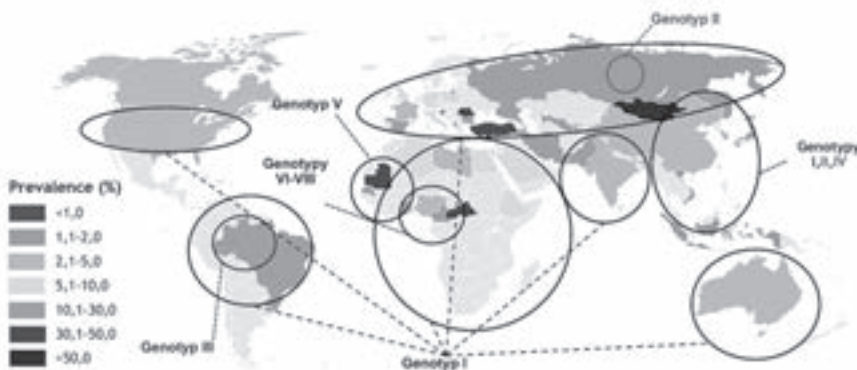 Genotyp II
Genotyp V
Genotypy
VI-VIII
Genotypy
I,II,IV
Prevalence (%)
<1,0
1,1-2,0
2,1-5,0
5,1-10,0
10,1-30,0
30,1-50,0
>50,0
Genotyp III
Genotyp I